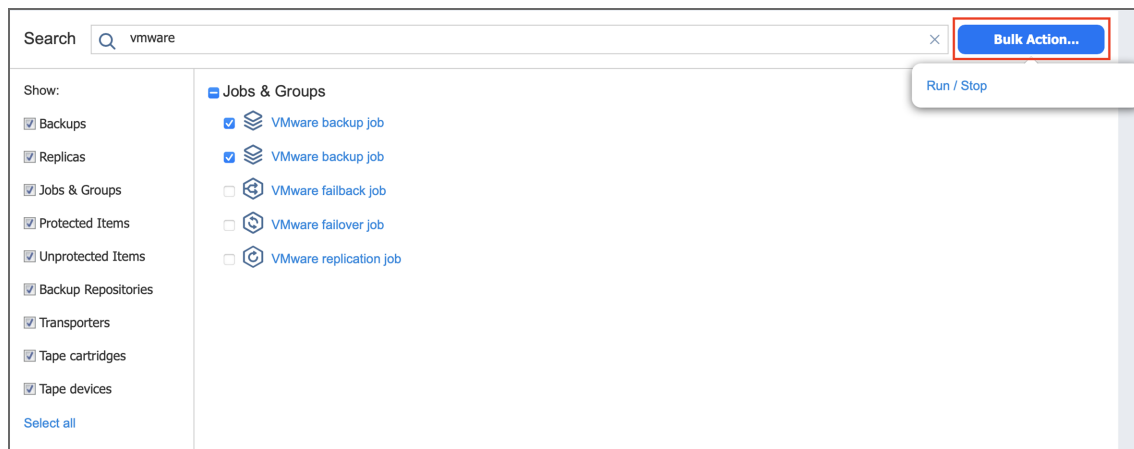 Search
vmware
Bulk Action...
Run / Stop
Show:
Backups
Replicas
Jobs & Groups
Protected Items
Unprotected Items
Backup Repositories
Transporters
Tape cartridges
Tape devices
Select all
Jobs & Groups
VMware backup job
VMware backup job
VMware failback job
VMware failover job
VMware replication job